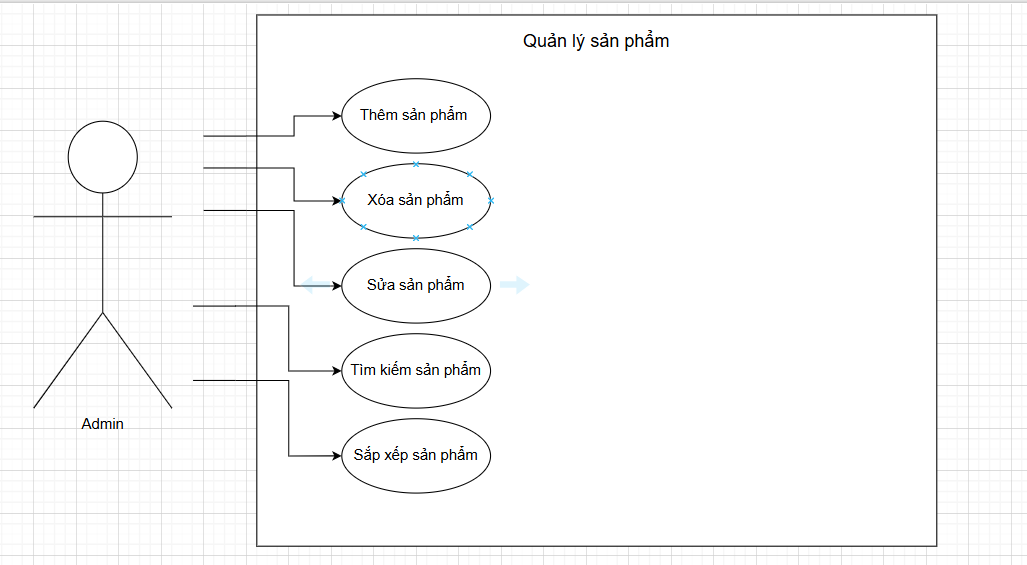 Quản lý sản phẩm
Thêm sản phẩm
Xóa sản phẩm
Sửa sản phẩm
Tìm kiếm sản phẩm
Sắp xếp sản phẩm
Admin